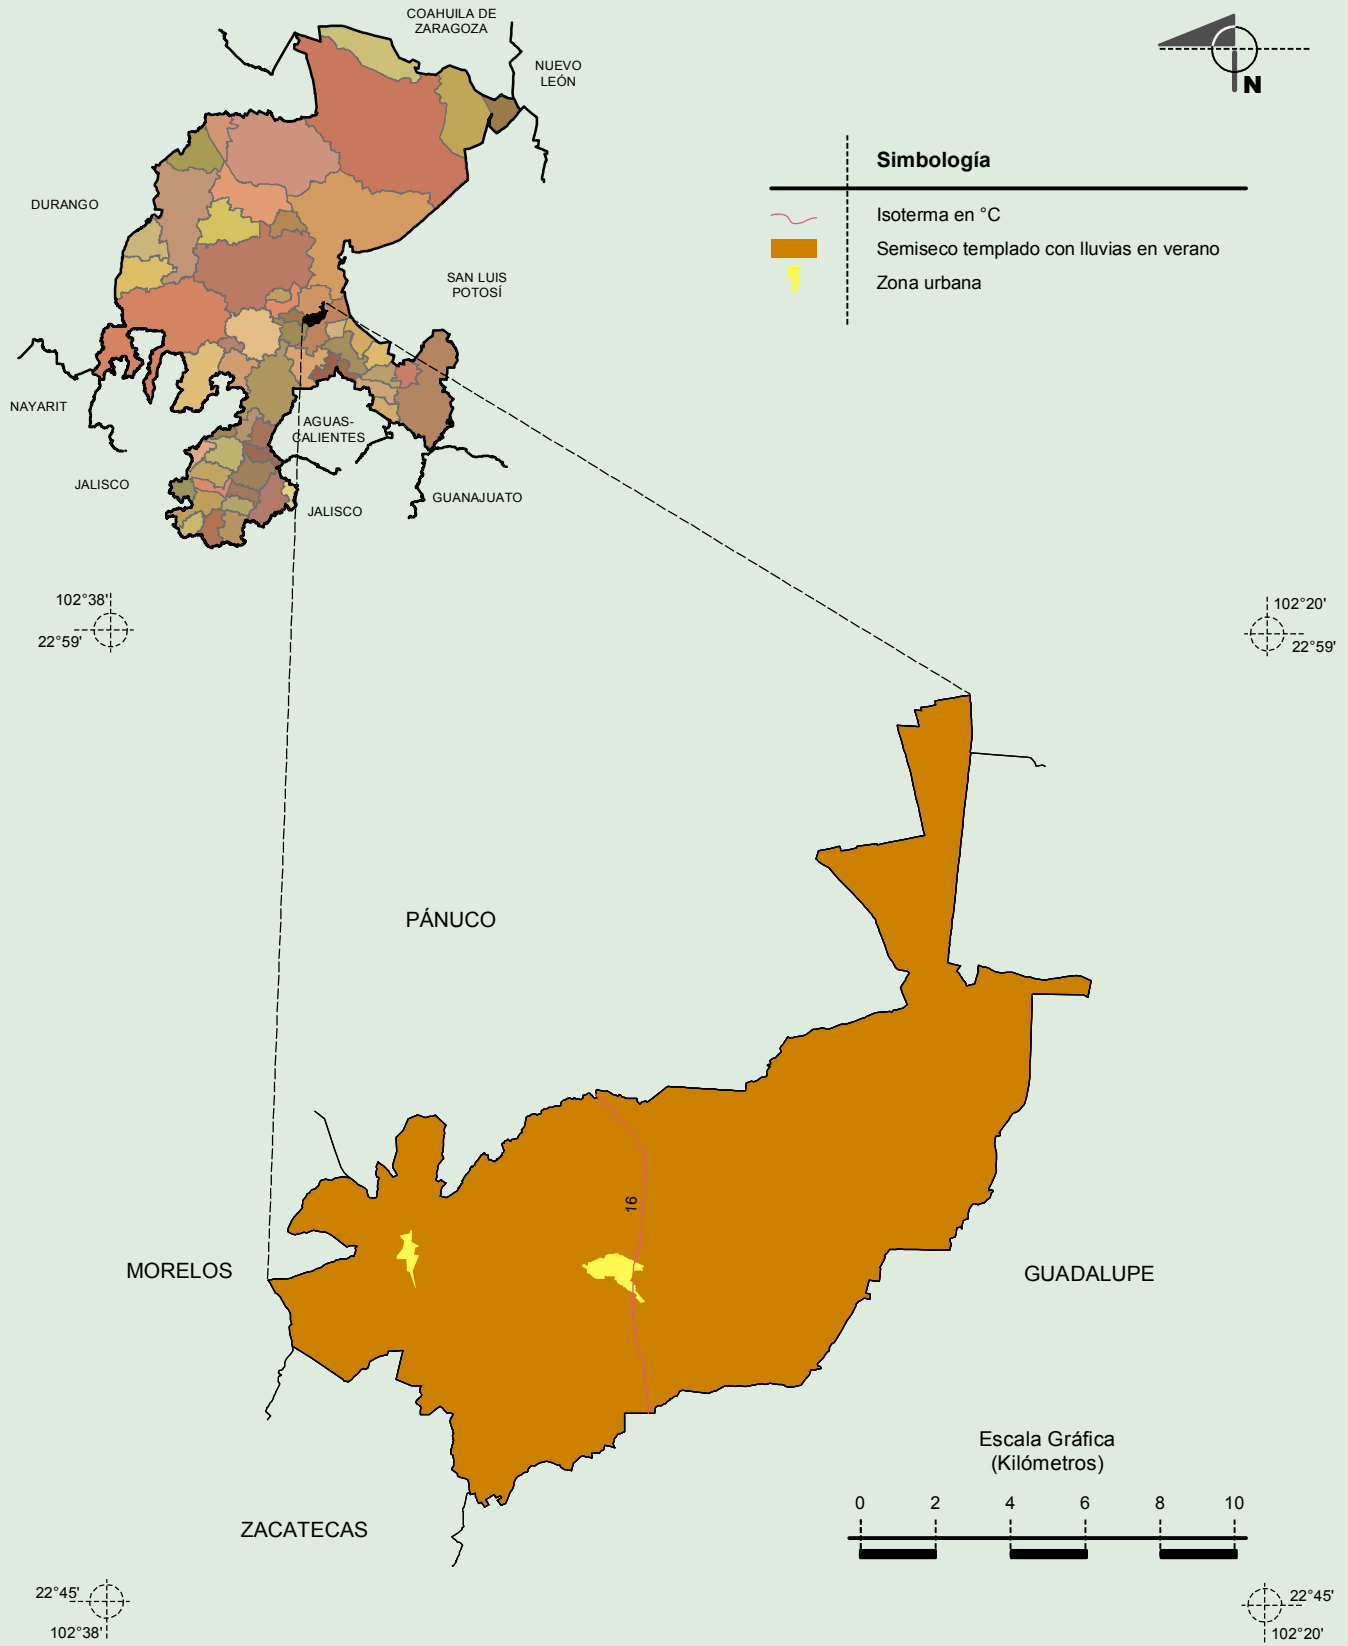 COAHUILA DE
ZARAGOZA
NUEVO
LEÓN
DURANGO
SAN LUIS
POTOSÍ
NAYARIT
AGUAS-
CALIENTES
JALISCO
JALISCO
GUANAJUATO
N
Simbología
Isoterma en °C
Semiseco templado con lluvias en verano
Zona urbana
102°38'
22°59'
102°20'
22°59'
PÁNUCO
16
MORELOS
GUADALUPE
ZACATECAS
Escala Gráfica
(Kilómetros)
0 2 4 6 8 10
22°45'
102°38'
22°45'
102°20'